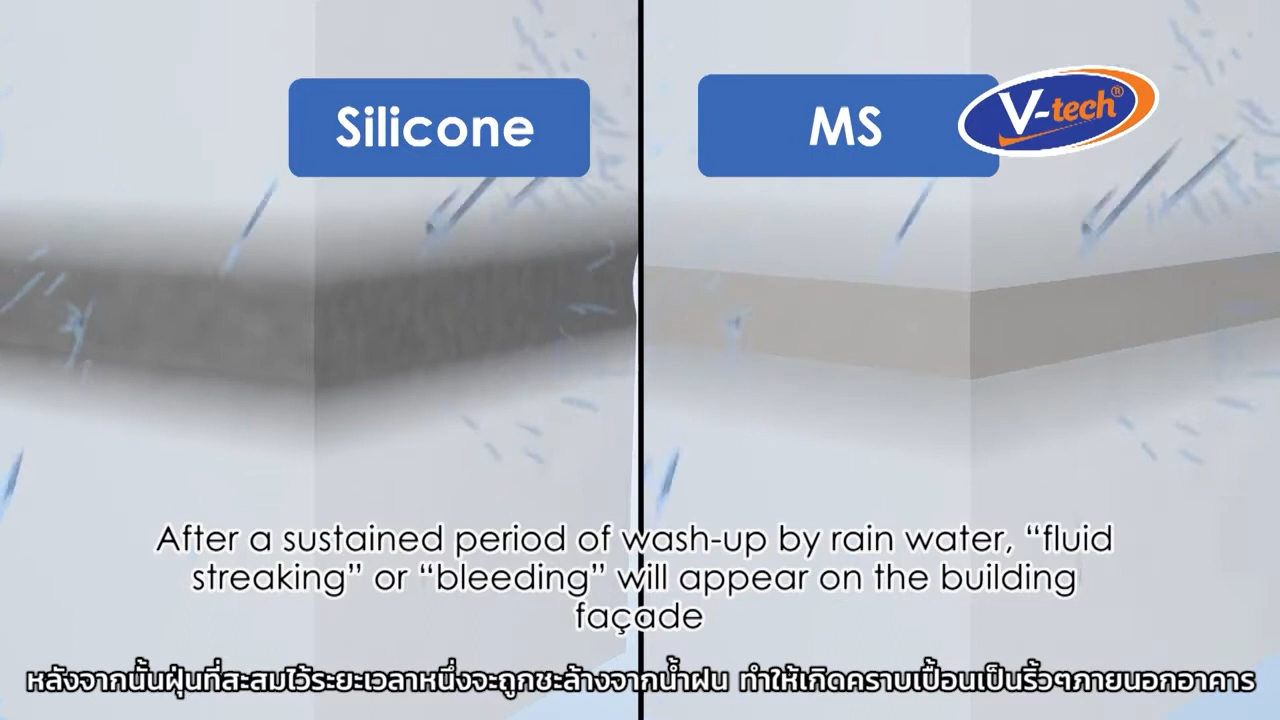 Silicone
MS
V-tech®
After a sustained period of wash-up by rain water, “fluid
streaking” or “bleeding” will appear on the building
façade
หลังจากนั้นฝุ่นที่สะสมไว้ระยะเวลาหนึ่งจะถูกชะล้างจากน้ำฝน ทำให้เกิดคราบเปื้อนเป็นริ้วๆภายนอกอาคาร